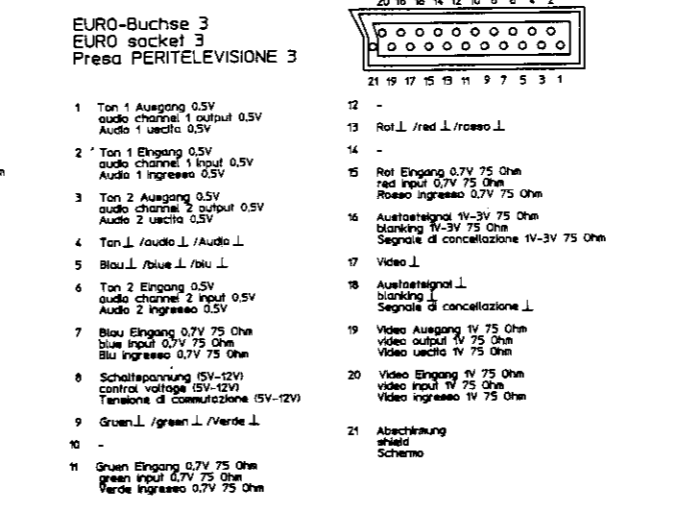 EURO-Buchse 3
EURO socket 3
Presa PERITELEVISIONE 3
20 18 16 14 12 10 8 6 4 2
21 19 17 15 13 11 9 7 5 3 1
1 Ton 1 Ausgang 0,5V
audio channel 1 output 0,5V
Audio 1 uscita 0,5V
2 Ton 1 Eingang 0,5V
audio channel 1 input 0,5V
Audio 1 ingresso 0,5V
3 Ton 2 Ausgang 0.5V
audio channel 2 output 0,5V
Audio 2 uscita 0,5V
4 Ton ⊥ /audio ⊥ /Audio ⊥
5 Blau ⊥ /blue ⊥ /blu ⊥
6 Ton 2 Eingang 0,5V
audio channel 2 input 0,5V
Audio 2 ingresso 0,5V
7 Blau Eingang 0,7V 75 Ohm
blue input 0,7V 75 Ohm
Blu ingresso 0,7V 75 Ohm
8 Schaltspannung (5V-12V)
control voltage (5V-12V)
Tensione di commutazione (5V-12V)
9 Gruen ⊥ /green ⊥ /Verde ⊥
10 -
11 Gruen Eingang 0,7V 75 Ohm
green input 0,7V 75 Ohm
Verde ingresso 0,7V 75 Ohm
12 -
13 Rot ⊥ /red ⊥ /rosso ⊥
14 -
15 Rot Eingang 0.7V 75 Ohm
red input 0,7V 75 Ohm
Rosso ingresso 0,7V 75 Ohm
16 Austastsignal 1V-3V 75 Ohm
blanking 1V-3V 75 Ohm
Segnale di concellazione 1V-3V 75 Ohm
17 Video ⊥
18 Austastsignal ⊥
blanking ⊥
Segnale di concellazione ⊥
19 Video Ausgang 1V 75 Ohm
video output 1V 75 Ohm
Video uscita 1V 75 Ohm
20 Video Eingang 1V 75 Ohm
video input 1V 75 Ohm
Video ingresso 1V 75 Ohm
21 Abschirmung
shield
Schermo